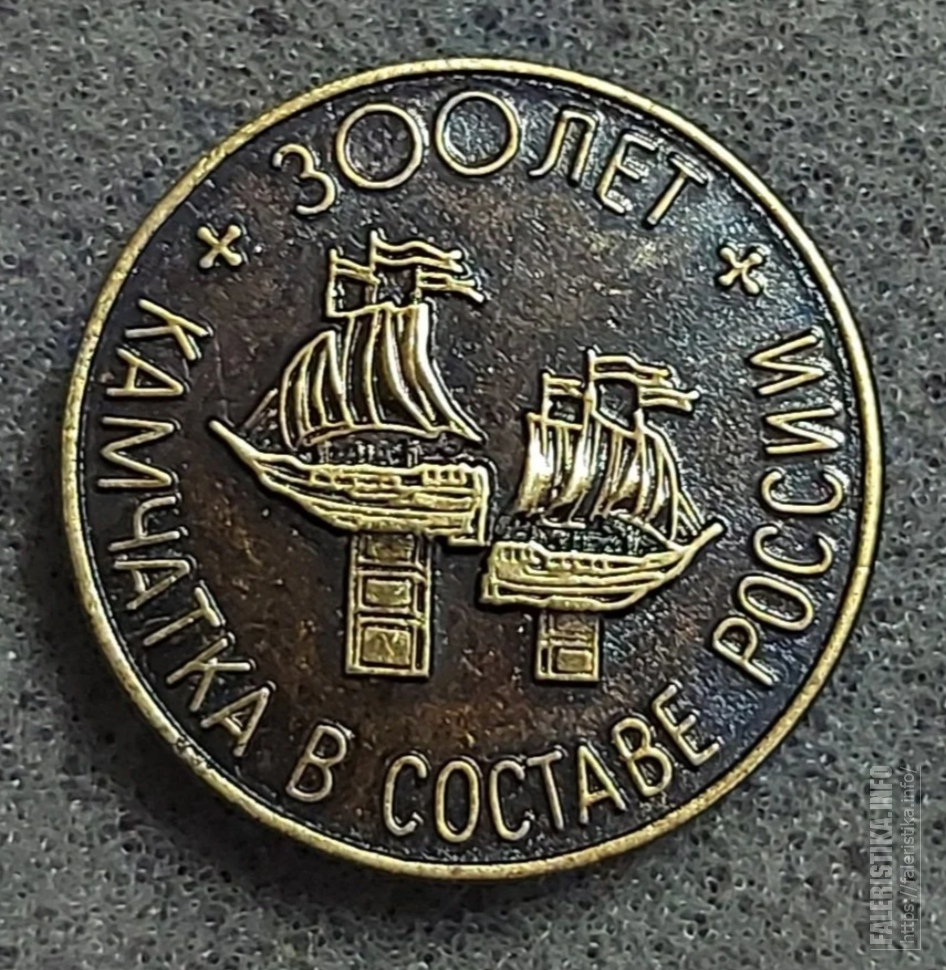 300 ЛЕТ
КАМЧАТКА В СОСТАВЕ РОССИИ
FALERISTIKA.INFO
https://faleristika.info/